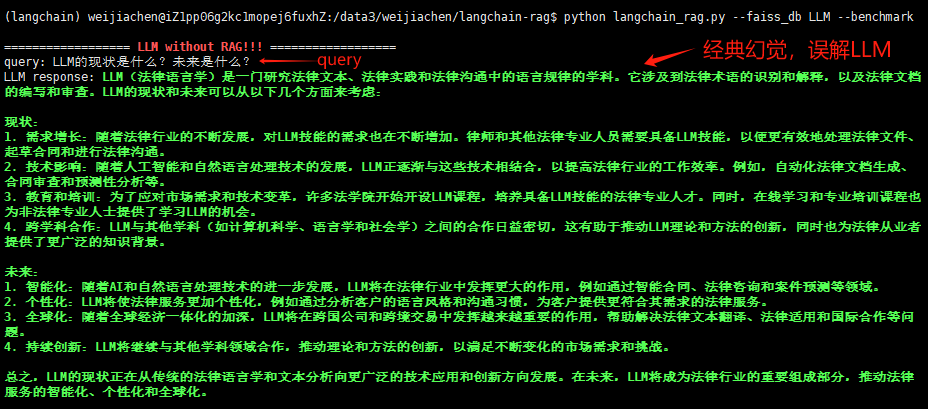 (langchain) weijiachen@iZ1pp06g2kc1mopej6fuxhZ:/data3/weijiachen/langchain-rag$ python langchain_rag.py --faiss_db LLM --benchmark
================== LLM without RAG!!! ==================
query: LLM的现状是什么？未来是什么？
query
经典幻觉，误解LLM
LLM response: LLM（法律语言学）是一门研究法律文本、法律实践和法律沟通中的语言规律的学科。它涉及到法律术语的识别和解释，以及法律文档
的编写和审查。LLM的现状和未来可以从以下几个方面来考虑：
现状：
1. 需求增长：随着法律行业的不断发展，对LLM技能的需求也在不断增加。律师和其他法律专业人员需要具备LLM技能，以便更有效地处理法律文件、
起草合同和进行法律沟通。
2. 技术影响：随着人工智能和自然语言处理技术的发展，LLM正逐渐与这些技术相结合，以提高法律行业的工作效率。例如，自动化法律文档生成、
合同审查和预测性分析等。
3. 教育和培训：为了应对市场需求和技术变革，许多法学院开始开设LLM课程，培养具备LLM技能的法律专业人才。同时，在线学习和专业培训课程也
为非法律专业人士提供了学习LLM的机会。
4. 跨学科合作：LLM与其他学科（如计算机科学、语言学和社会学）之间的合作日益密切，这有助于推动LLM理论和方法的创新，同时也为法律从业者
提供了更广泛的知识背景。
未来：
1. 智能化：随着AI和自然语言处理技术的进一步发展，LLM将在法律行业中发挥更大的作用，例如通过智能合同、法律咨询和案件预测等领域。
2. 个性化：LLM将使法律服务更加个性化，例如通过分析客户的语言风格和沟通习惯，为客户提供更符合其需求的法律服务。
3. 全球化：随着全球经济一体化的加深，LLM将在跨国公司和跨境交易中发挥越来越重要的作用，帮助解决法律文本翻译、法律适用和国际合作等问
题。
4. 持续创新：LLM将继续与其他学科领域合作，推动理论和方法的创新，以满足不断变化的市场需求和挑战。
总之，LLM的现状正在从传统的法律语言学和文本分析向更广泛的技术应用和创新方向发展。在未来，LLM将成为法律行业的重要组成部分，推动法律
服务的智能化、个性化和全球化。